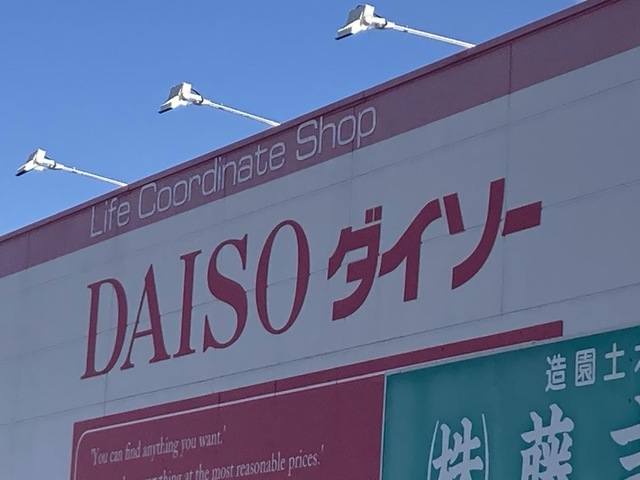 Life Coordinate Shop
DAISO ダイソー
'You can find anything you want.'
thing at the most reasonable prices.'
造園土木
(株)藤